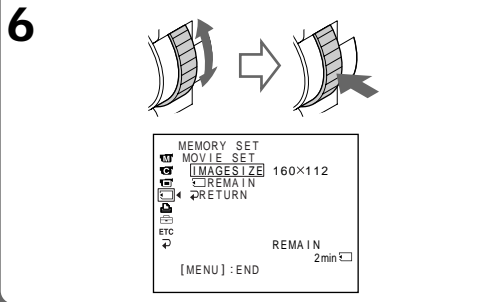 6
MEMORY SET
MOVIE SET
IMAGESIZE 160×112
REMAIN
RETURN
ETC
REMAIN
2min
[MENU] : END